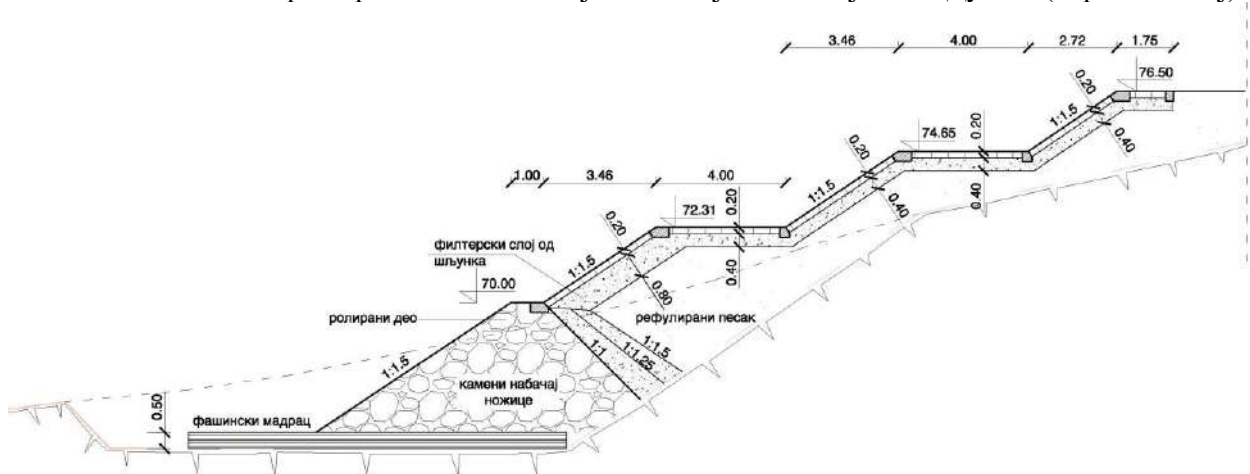 3.46 4.00 2.72 1.75
76.50
0.20
1:1.5
0.40
74.65
0.20
0.20
0.40
1:1.5
0.40
1.00 3.46 4.00
72.31
0.20
0.20
0.40
филтерски слој од
шљунка
1:1.5
0.80
70.00
ролирани део
рефулирани песак
1:1.5
1:1.25
1:1
1:1.5
камени набачај
ножице
0.50
фашински мадрац